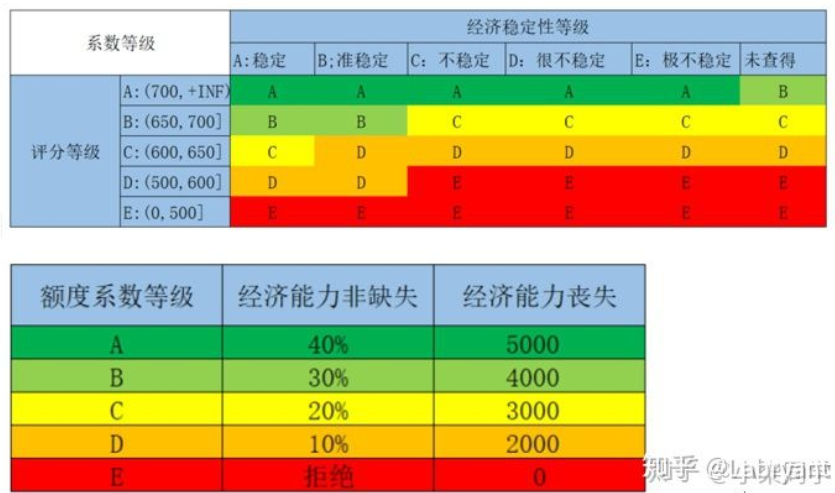 系数等级 经济稳定性等级
A:稳定 B;准稳定 C: 不稳定 D: 很不稳定 E: 极不稳定 未查得
评分等级
A:(700,+INF) A A A A A B
B:(650,700] B B C C C C
C:(600,650] C D D D D D
D:(500,600] D D E E E E
E:(0,500] E E E E E E
额度系数等级 经济能力非缺失 经济能力丧失
A 40% 5000
B 30% 4000
C 20% 3000
D 10% 2000
E 拒绝 0
知乎 @Labryant